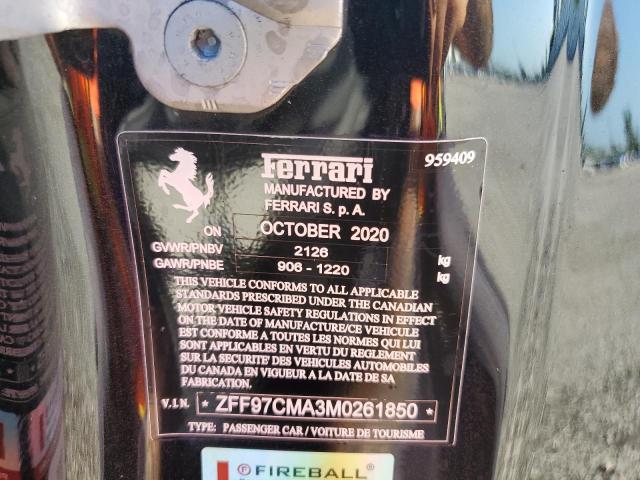 Ferrari 959409
MANUFACTURED BY
FERRARI S. p. A.
ON OCTOBER 2020
GVWR/PNBV 2126 kg
GAWR/PNBE 906 - 1220 kg
THIS VEHICLE CONFORMS TO ALL APPLICABLE
STANDARDS PRESCRIBED UNDER THE CANADIAN
MOTOR VEHICLE SAFETY REGULATIONS IN EFFECT
ON THE DATE OF MANUFACTURE/CE VEHICULE
EST CONFORME A TOUTES LES NORMES QUI LUI
SONT APPLICABLES EN VERTU DU REGLEMENT
SUR LA SECURITE' DES VEHICULES AUTOMOBILES
DU CANADA EN VIGUEUR A LA DATE DE SA
FABRICATION.
V.I.N. * ZFF97CMA3M0261850 *
TYPE: PASSENGER CAR / VOITURE DE TOURISME
F FIREBALL ®